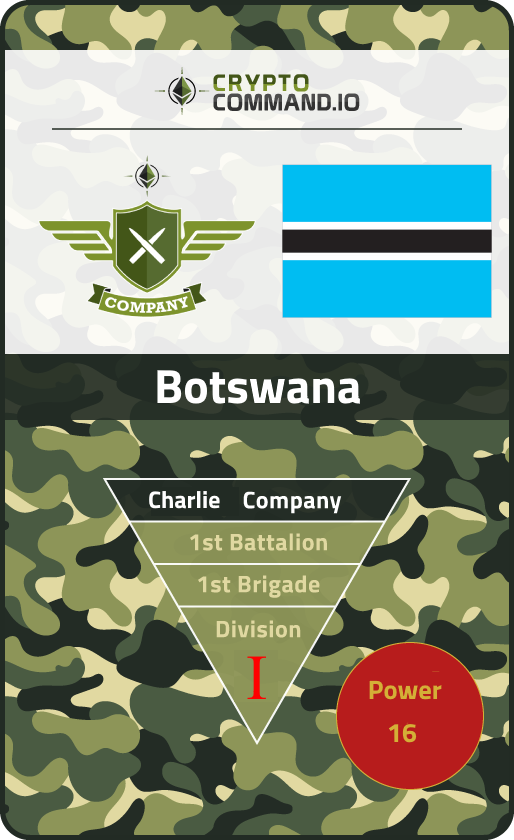 CRYPTO
COMMAND.IO
COMPANY
Botswana
Charlie Company
1st Battalion
1st Brigade
Division
I
Power
16